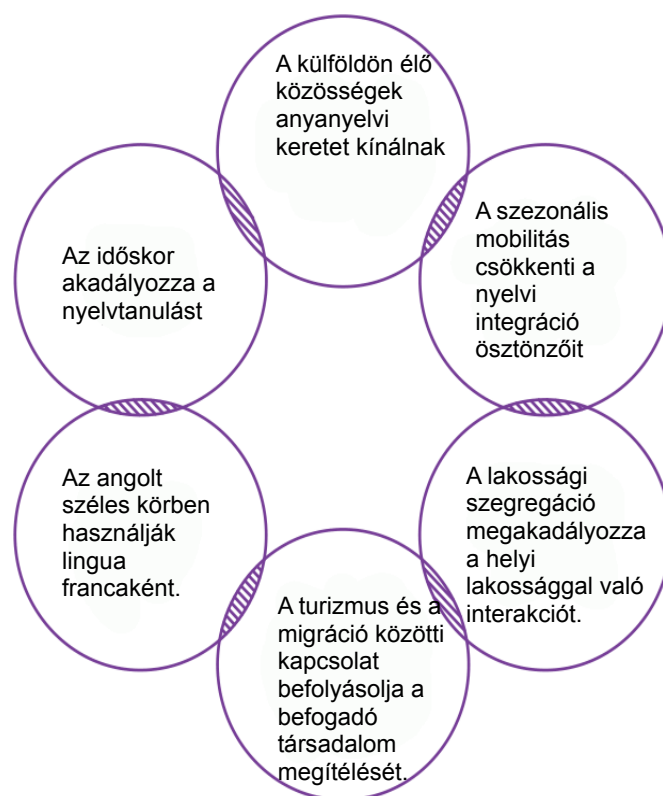 A külföldön élő
közösségek
anyanyelvi
keretet kínálnak
A szezonális
mobilitás
csökkenti a
nyelvi
integráció
ösztönzőit
A lakossági
szegregáció
megakadályozza
a helyi
lakossággal való
interakciót.
A turizmus és a
migráció közötti
kapcsolat
befolyásolja a
befogadó
társadalom
megítélését.
Az angolt
széles körben
használják
lingua
francaként.
Az időskor
akadályozza a
nyelvtanulást